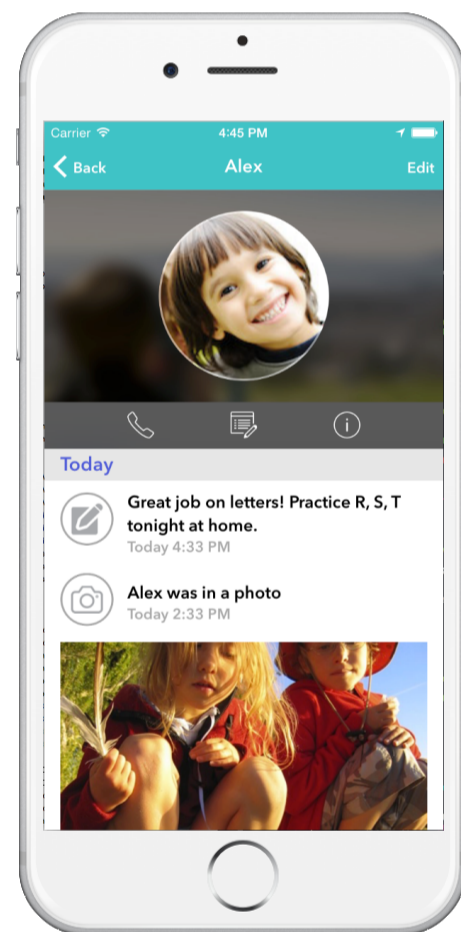 Carrier 4:45 PM
Back Alex Edit
Today
Great job on letters! Practice R, S, T
tonight at home.
Today 4:33 PM
Alex was in a photo
Today 2:33 PM